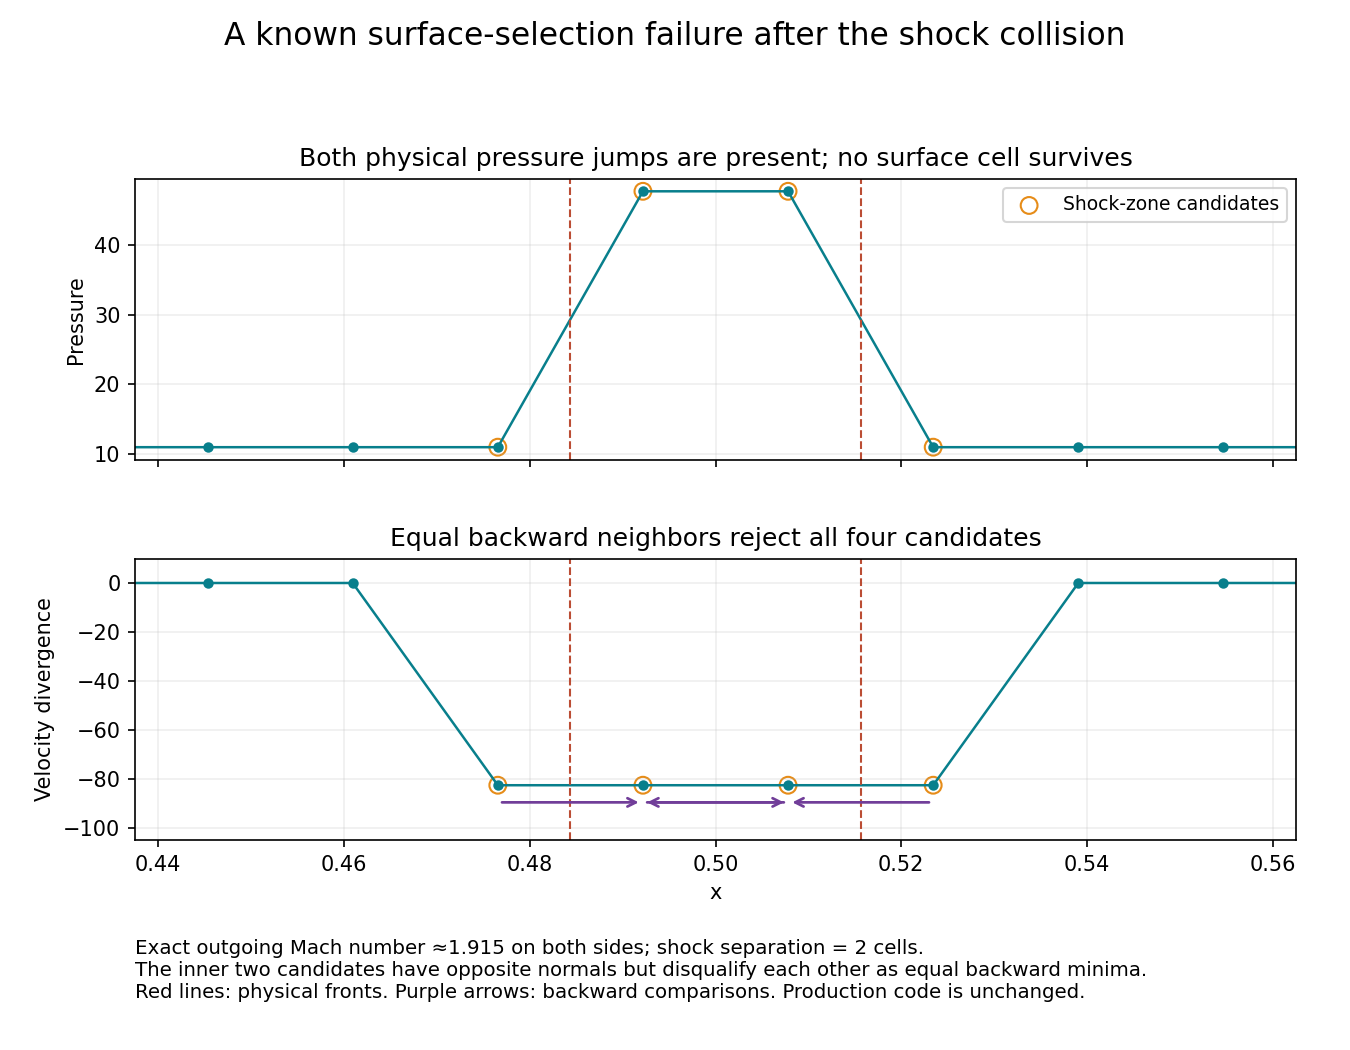 A known surface-selection failure after the shock collision
Both physical pressure jumps are present; no surface cell survives
Shock-zone candidates
Pressure
40
30
20
10
Equal backward neighbors reject all four candidates
Velocity divergence
0
−20
−40
−60
−80
−100
0.44 0.46 0.48 0.50 0.52 0.54 0.56
x
Exact outgoing Mach number ≈1.915 on both sides; shock separation = 2 cells.
The inner two candidates have opposite normals but disqualify each other as equal backward minima.
Red lines: physical fronts. Purple arrows: backward comparisons. Production code is unchanged.